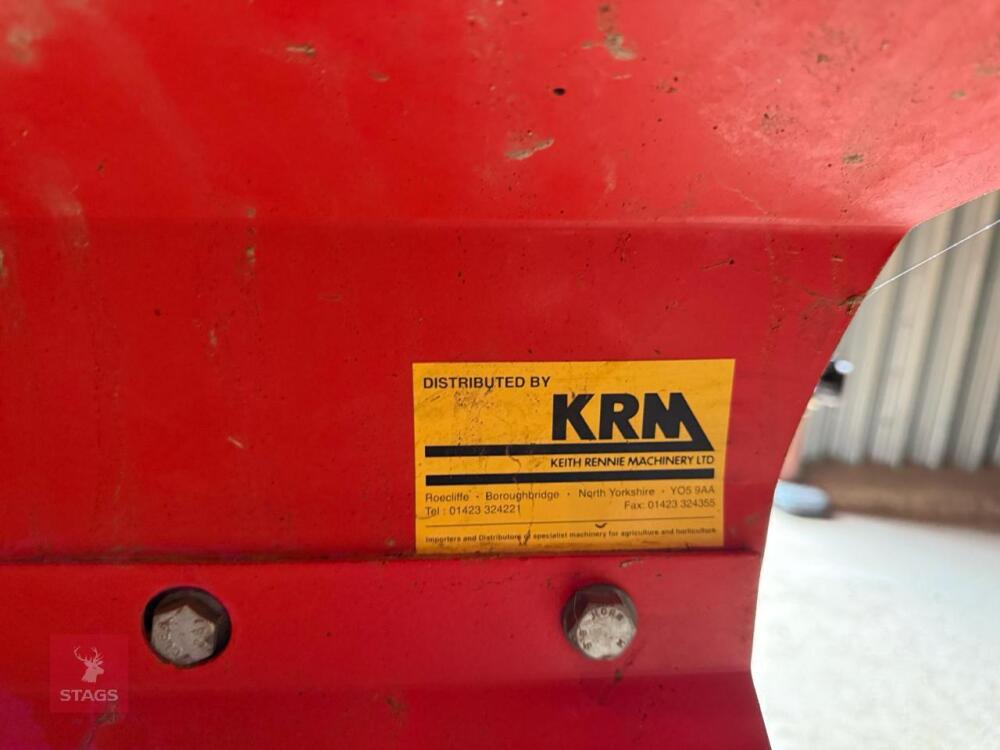 DISTRIBUTED BY
KRM
KEITH RENNIE MACHINERY LTD
Roecliffe · Boroughbridge · North Yorkshire · YO5 9AA
Tel : 01423 324221 Fax: 01423 324355
Importers and Distributors of specialist machinery for agriculture and horticulture
STAGS